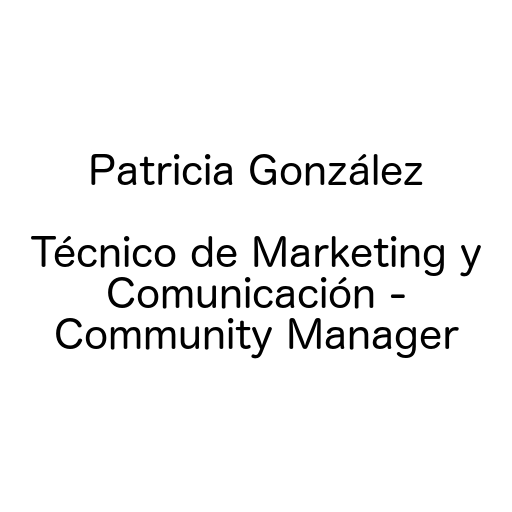 Patricia González
Técnico de Marketing y
Comunicación -
Community Manager